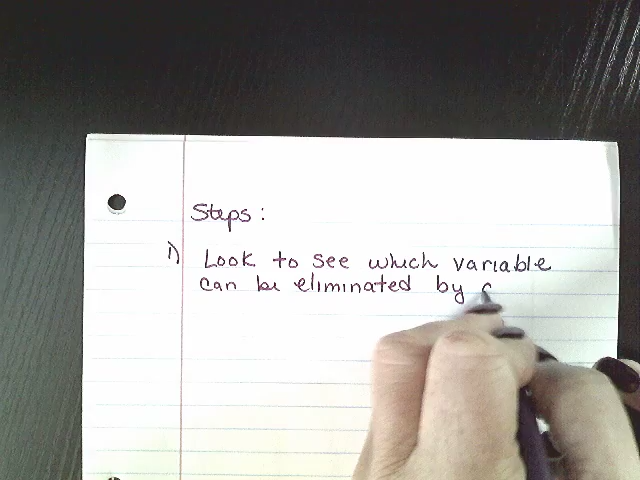 Steps:
1) Look to see which variable
can be eliminated by